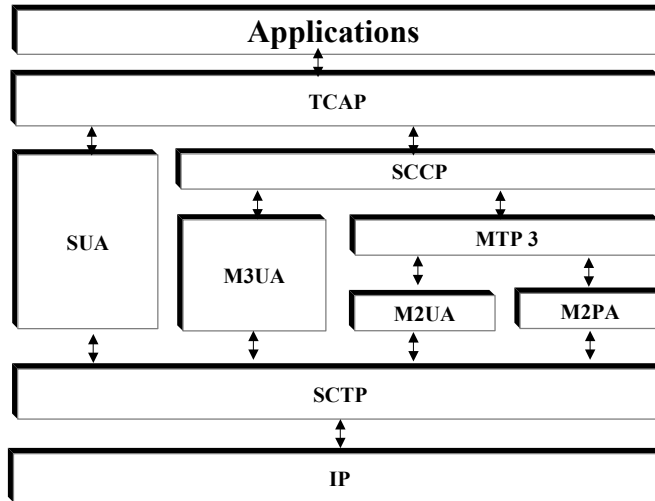 Applications
TCAP
SCCP
SUA
MTP 3
M3UA
M2UA
M2PA
SCTP
IP